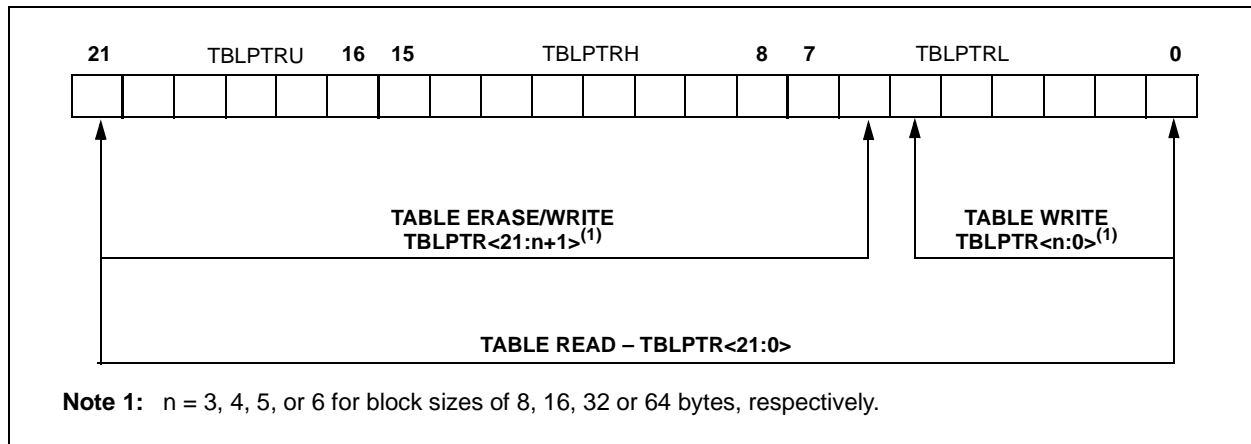 21 TBLPTRU 16 15 TBLPTRH 8 7 TBLPTRL 0
TABLE ERASE/WRITE
TBLPTR<21:n+1>(1)
TABLE WRITE
TBLPTR<n:0>(1)
TABLE READ – TBLPTR<21:0>
Note 1: n = 3, 4, 5, or 6 for block sizes of 8, 16, 32 or 64 bytes, respectively.